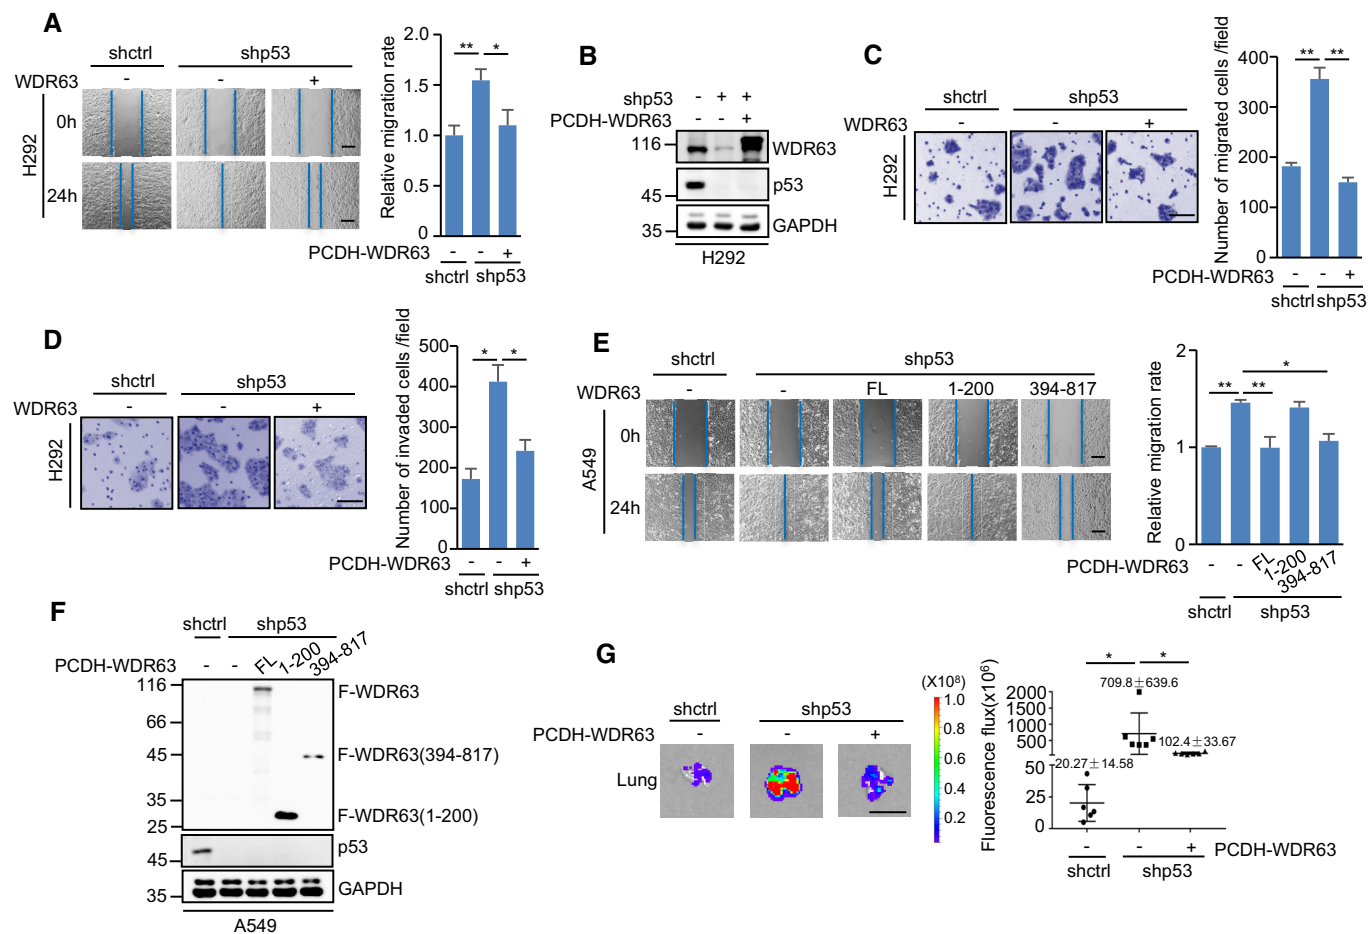 A
shctrl shp53
WDR63 - - +
H292
0h
24h
Relative migration rate
2.0
1.5
1.0
0.5
0
** *
PCDH-WDR63 - - +
shctrl shp53
B
shp53 - + +
PCDH-WDR63 - - +
116 WDR63
45 p53
35 GAPDH
H292
C
shctrl shp53
WDR63 - - +
H292
Number of migrated cells /field
400
300
200
100
0
** **
PCDH-WDR63 - - +
shctrl shp53
D
shctrl shp53
WDR63 - - +
H292
Number of invaded cells /field
500
400
300
200
100
0
* *
PCDH-WDR63 - - +
shctrl shp53
E
shctrl shp53
WDR63 - - FL 1-200 394-817
A549
0h
24h
Relative migration rate
2
1
0
** ** *
PCDH-WDR63 - - FL 1-200 394-817
shctrl shp53
F
shctrl shp53
PCDH-WDR63 - - FL 1-200 394-817
116 F-WDR63
66
45 F-WDR63(394-817)
35
25 F-WDR63(1-200)
45 p53
35 GAPDH
A549
G
shctrl shp53
PCDH-WDR63 - - +
Lung
(X10⁸)
1.0
0.8
0.6
0.4
0.2
Fluorescence flux(x10⁶)
2000
1500
1000
500
50
25
0
* *
709.8±639.6
102.4±33.67
20.27±14.58
- - + PCDH-WDR63
shctrl shp53